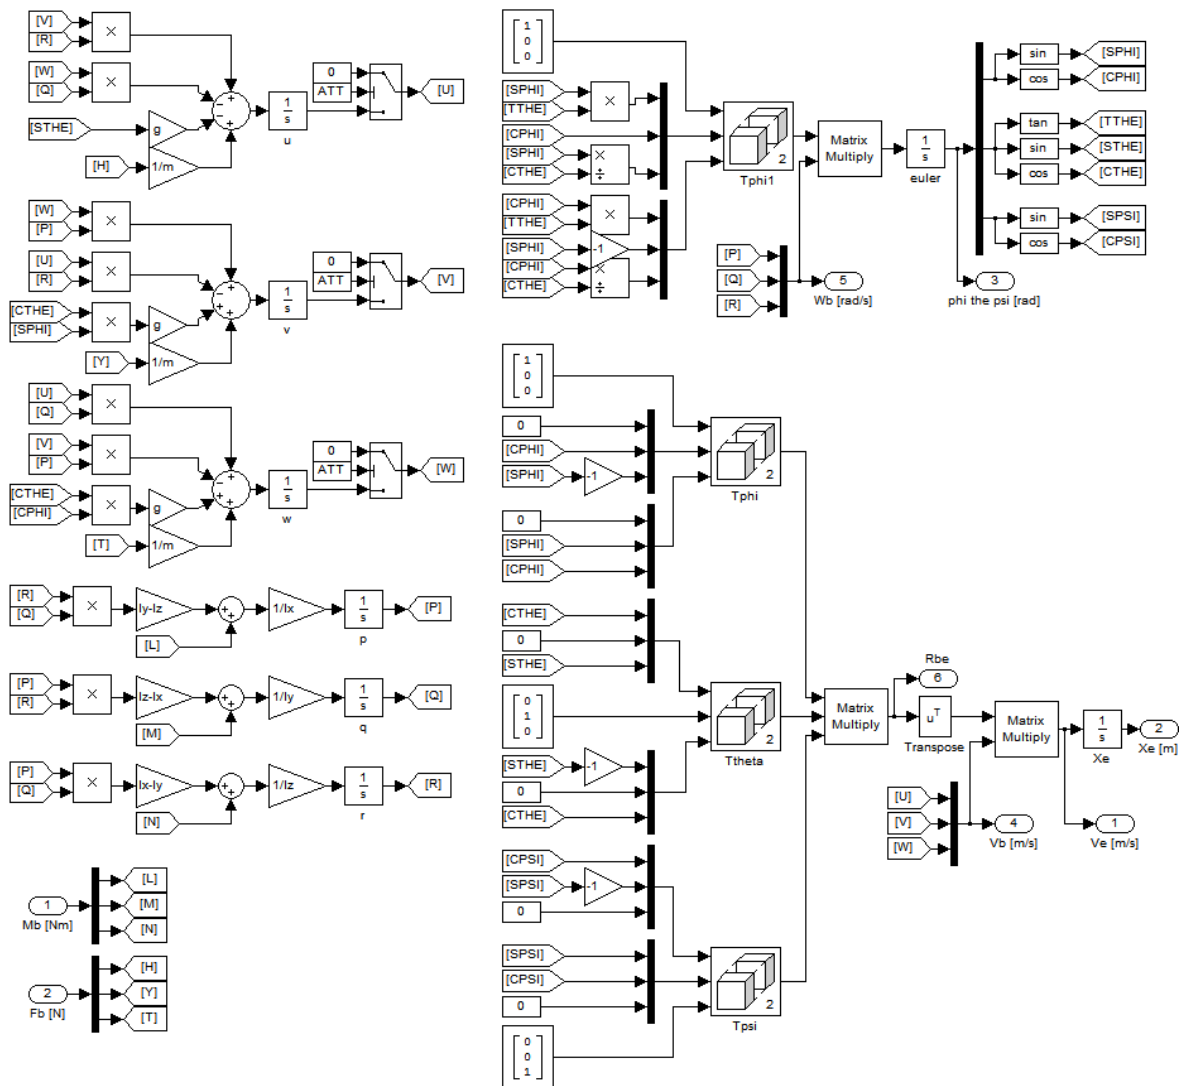 [V]
[R]
×
[W]
[Q]
×
[STHE]
g
[H]
1/m
1
s
u
0
ATT
[U]
[W]
[P]
×
[U]
[R]
×
[CTHE]
[SPHI]
×
g
[Y]
1/m
1
s
v
0
ATT
[V]
[U]
[Q]
×
[V]
[P]
×
[CTHE]
[CPHI]
×
g
[T]
1/m
1
s
w
0
ATT
[W]
[R]
[Q]
×
Iy-Iz
[L]
1/Ix
1
s
p
[P]
[P]
[R]
×
Iz-Ix
[M]
1/Iy
1
s
q
[Q]
[P]
[Q]
×
Ix-Iy
[N]
1/Iz
1
s
r
[R]
1
Mb [Nm]
[L]
[M]
[N]
2
Fb [N]
[H]
[Y]
[T]
1
0
0
[SPHI]
[TTHE]
×
[CPHI]
[SPHI]
[CTHE]
×
÷
[CPHI]
[TTHE]
×
[SPHI]
-1
[CPHI]
[CTHE]
×
÷
2
Tphi1
[P]
[Q]
[R]
5
Wb [rad/s]
Matrix
Multiply
1
s
euler
3
phi the psi [rad]
sin
[SPHI]
cos
[CPHI]
tan
[TTHE]
sin
[STHE]
cos
[CTHE]
sin
[SPSI]
cos
[CPSI]
1
0
0
0
[CPHI]
[SPHI]
-1
0
[SPHI]
[CPHI]
2
Tphi
[CTHE]
0
[STHE]
0
1
0
[STHE]
-1
0
[CTHE]
2
Ttheta
[CPSI]
[SPSI]
-1
0
[SPSI]
[CPSI]
0
0
0
1
2
Tpsi
Matrix
Multiply
Rbe
6
u^T
Transpose
[U]
[V]
[W]
4
Vb [m/s]
Matrix
Multiply
1
Ve [m/s]
1
s
Xe
2
Xe [m]